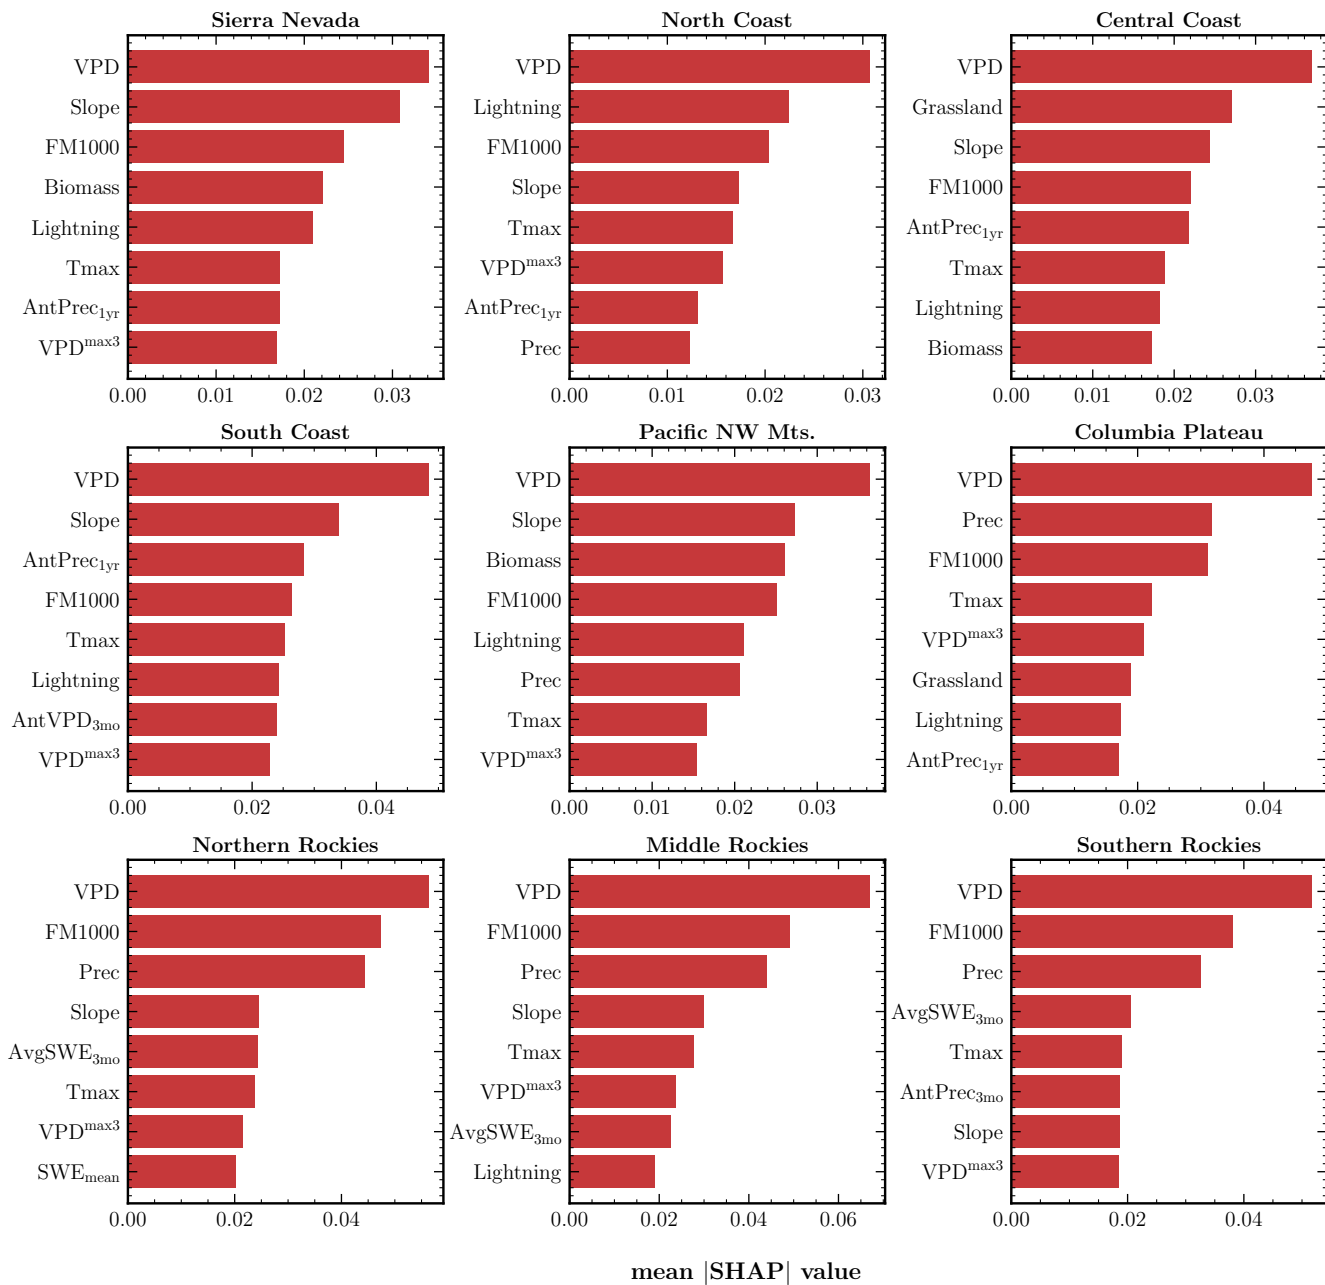 Sierra Nevada
VPD
Slope
FM1000
Biomass
Lightning
Tmax
AntPrec1yr
VPDmax3
0.00 0.01 0.02 0.03
North Coast
VPD
Lightning
FM1000
Slope
Tmax
VPDmax3
AntPrec1yr
Prec
0.00 0.01 0.02 0.03
Central Coast
VPD
Grassland
Slope
FM1000
AntPrec1yr
Tmax
Lightning
Biomass
0.00 0.01 0.02 0.03
South Coast
VPD
Slope
AntPrec1yr
FM1000
Tmax
Lightning
AntVPD3mo
VPDmax3
0.00 0.02 0.04
Pacific NW Mts.
VPD
Slope
Biomass
FM1000
Lightning
Prec
Tmax
VPDmax3
0.00 0.01 0.02 0.03
Columbia Plateau
VPD
Prec
FM1000
Tmax
VPDmax3
Grassland
Lightning
AntPrec1yr
0.00 0.02 0.04
Northern Rockies
VPD
FM1000
Prec
Slope
AvgSWE3mo
Tmax
VPDmax3
SWEmean
0.00 0.02 0.04
Middle Rockies
VPD
FM1000
Prec
Slope
Tmax
VPDmax3
AvgSWE3mo
Lightning
0.00 0.02 0.04 0.06
Southern Rockies
VPD
FM1000
Prec
AvgSWE3mo
Tmax
AntPrec3mo
Slope
VPDmax3
0.00 0.02 0.04
mean |SHAP| value